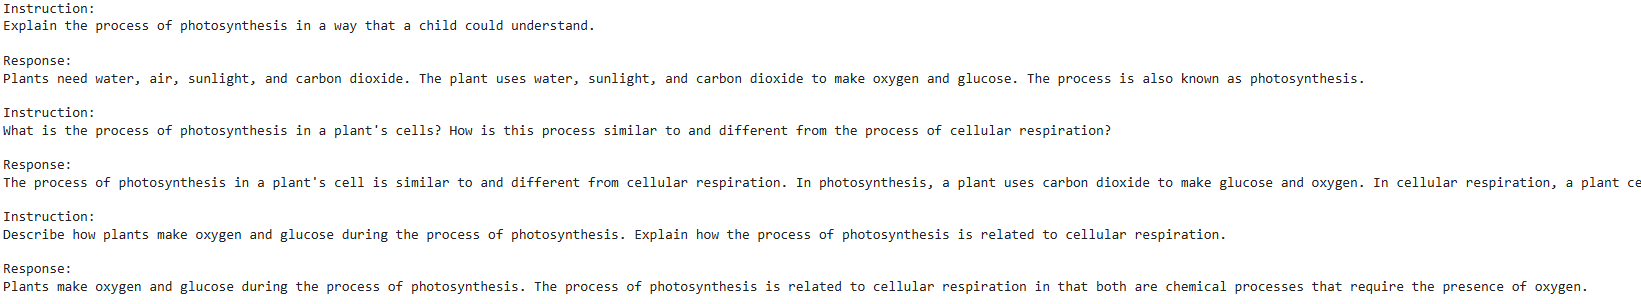 Instruction:
Explain the process of photosynthesis in a way that a child could understand.
Response:
Plants need water, air, sunlight, and carbon dioxide. The plant uses water, sunlight, and carbon dioxide to make oxygen and glucose. The process is also known as photosynthesis.
Instruction:
What is the process of photosynthesis in a plant's cells? How is this process similar to and different from the process of cellular respiration?
Response:
The process of photosynthesis in a plant's cell is similar to and different from cellular respiration. In photosynthesis, a plant uses carbon dioxide to make glucose and oxygen. In cellular respiration, a plant ce
Instruction:
Describe how plants make oxygen and glucose during the process of photosynthesis. Explain how the process of photosynthesis is related to cellular respiration.
Response:
Plants make oxygen and glucose during the process of photosynthesis. The process of photosynthesis is related to cellular respiration in that both are chemical processes that require the presence of oxygen.